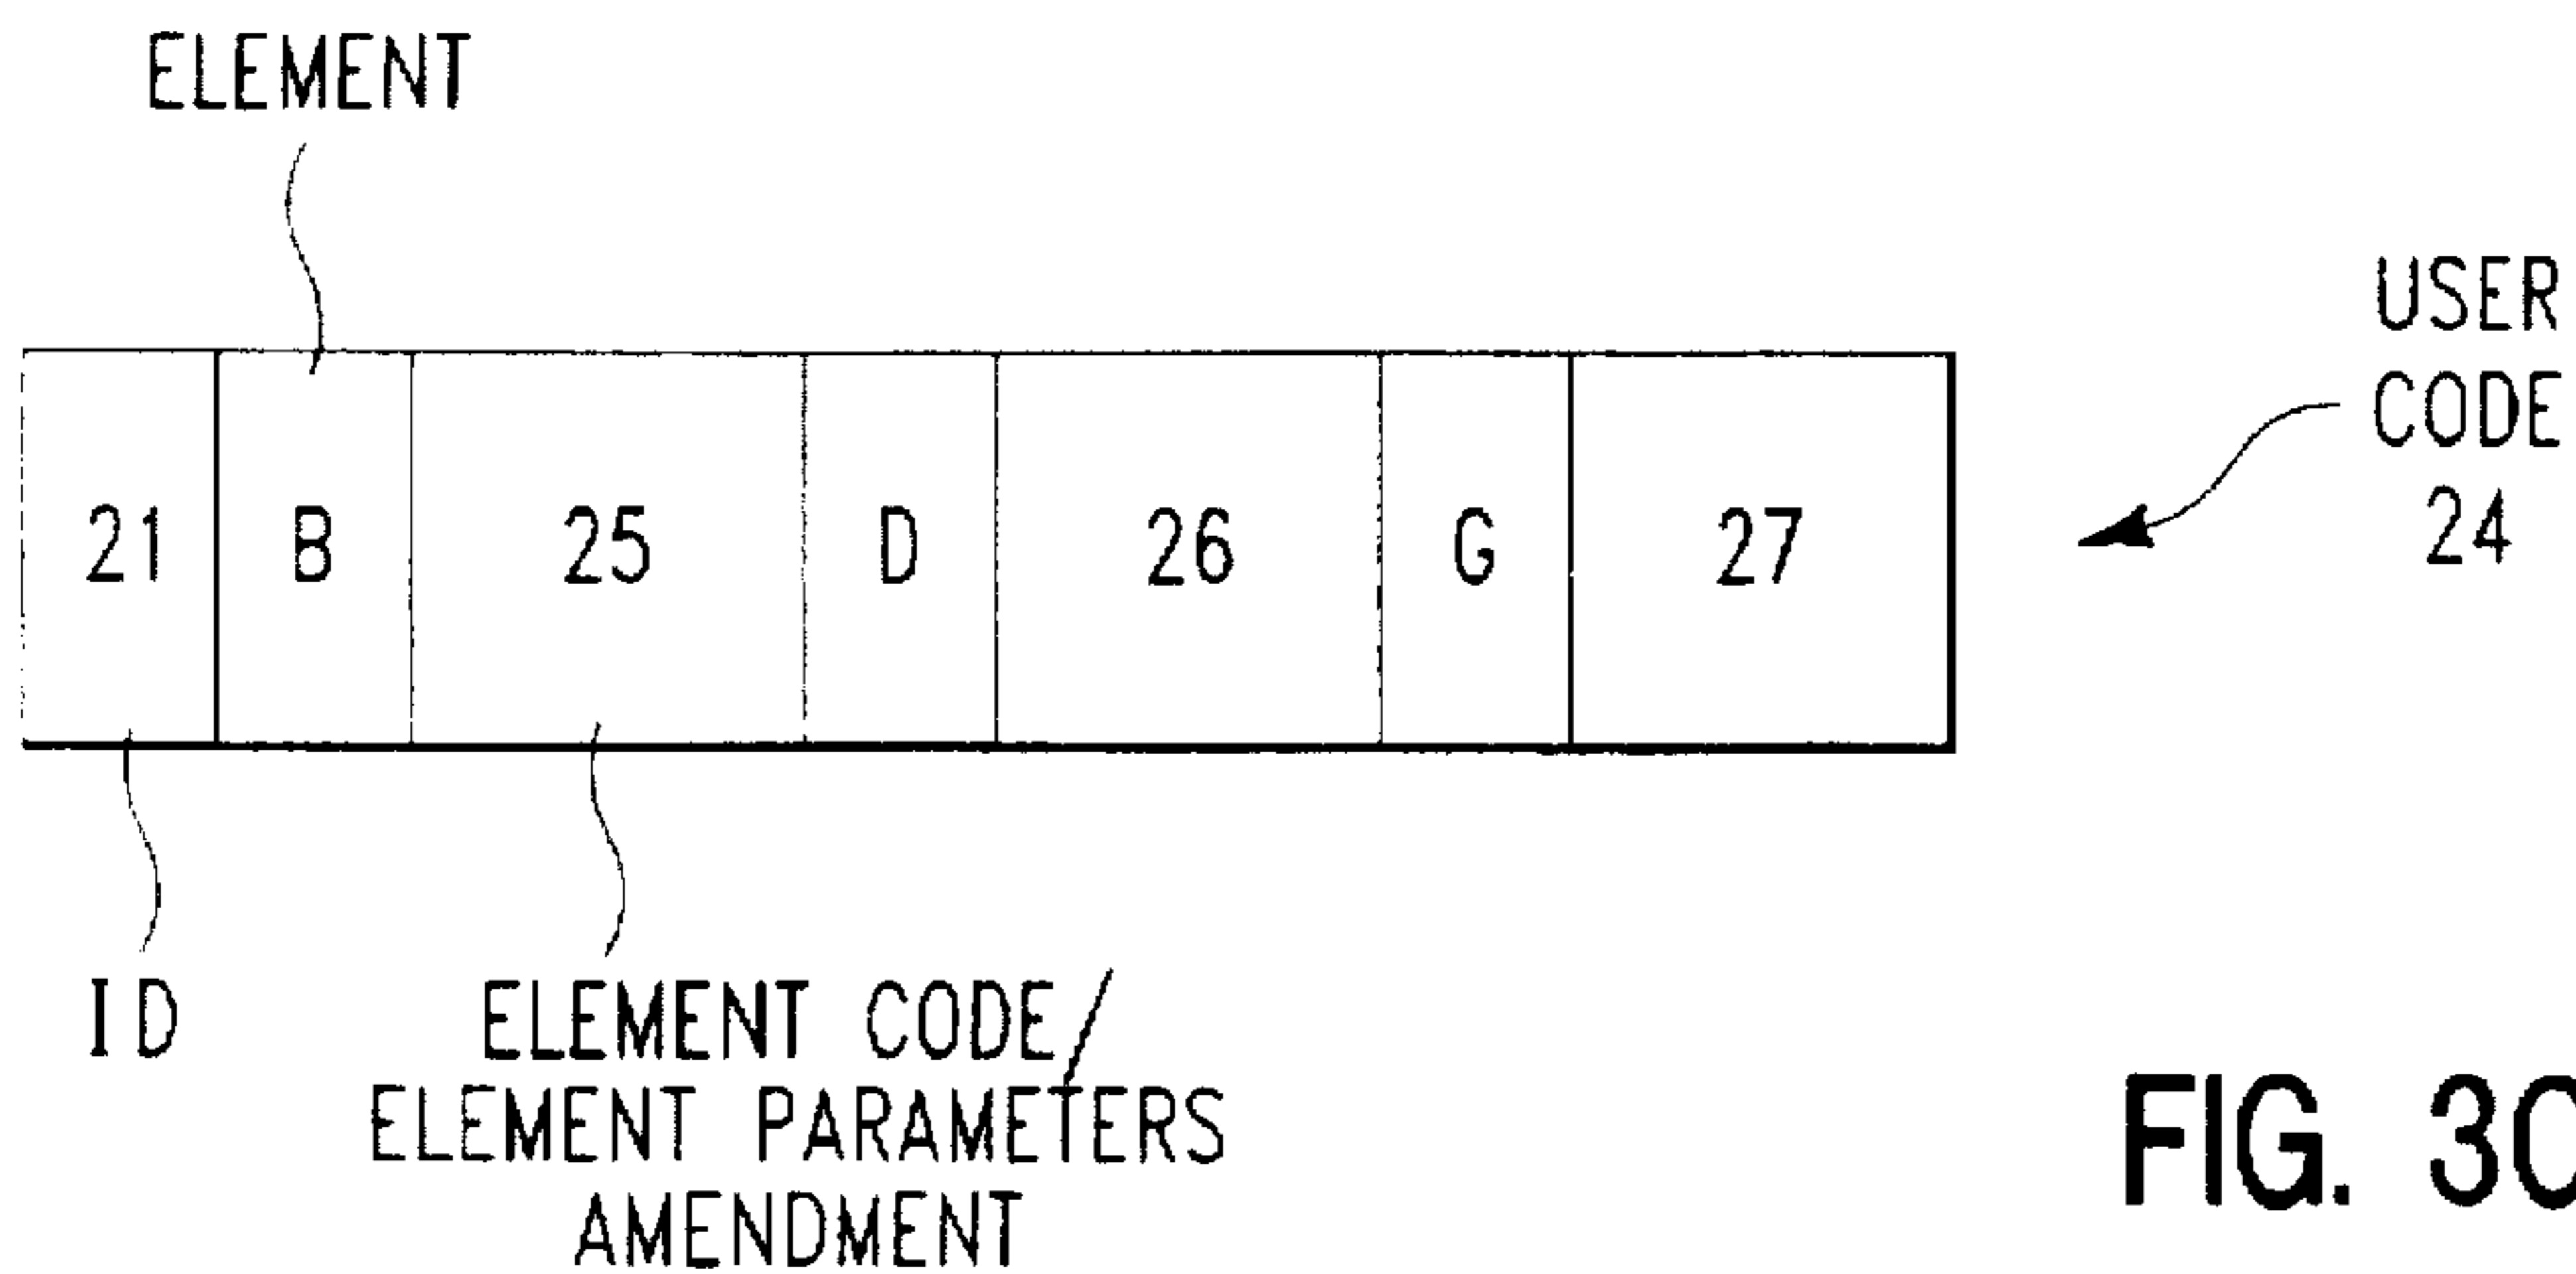 ELEMENT
USER
CODE
24
21 B 25 D 26 G 27
ID
ELEMENT CODE/
ELEMENT PARAMETERS/
AMENDMENT
FIG. 3C